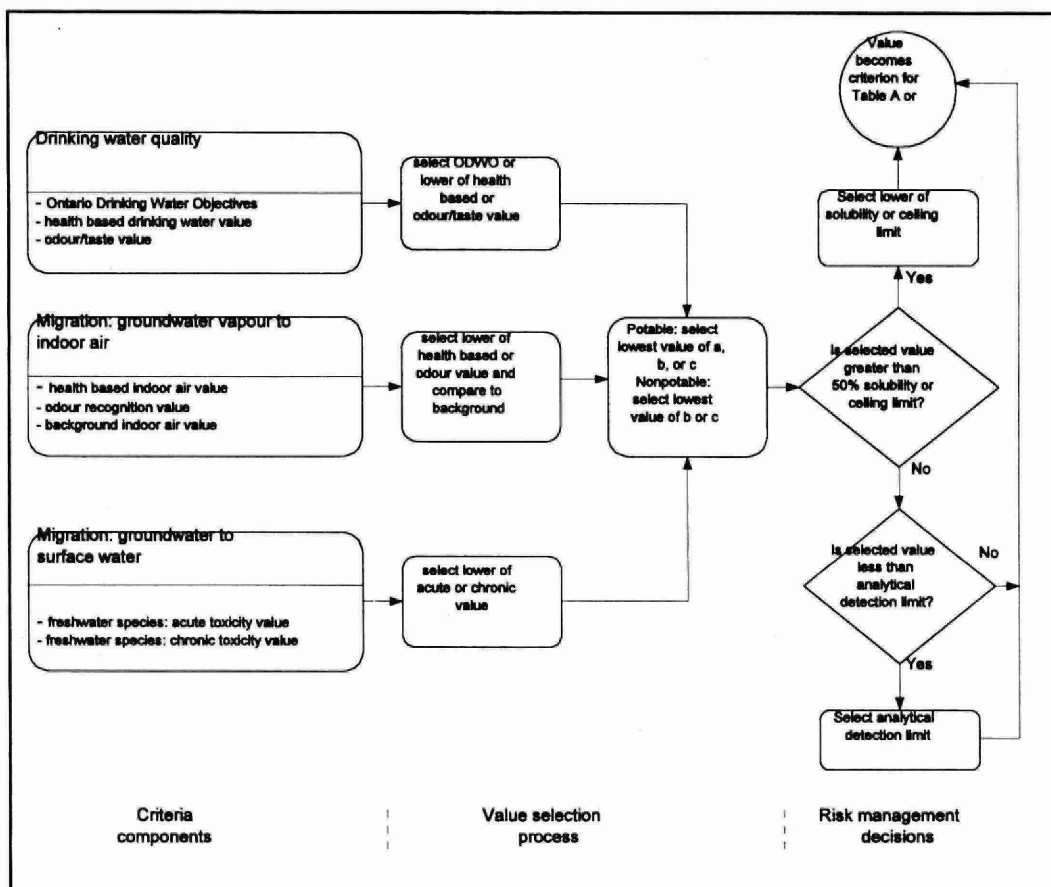 Value
becomes
criterion for
Table A or
Drinking water quality
- Ontario Drinking Water Objectives
- health based drinking water value
- odour/taste value
select ODWO or
lower of health
based or
odour/taste value
Select lower of
solubility or ceiling
limit
Yes
Migration: groundwater vapour to
indoor air
- health based indoor air value
- odour recognition value
- background indoor air value
select lower of
health based or
odour value and
compare to
background
Potable: select
lowest value of a,
b, or c
Nonpotable:
select lowest
value of b or c
Is selected value
greater than
50% solubility or
ceiling limit?
No
Migration: groundwater to
surface water
- freshwater species: acute toxicity value
- freshwater species: chronic toxicity value
select lower of
acute or chronic
value
Is selected value
less than
analytical
detection limit?
No
Yes
Select analytical
detection limit
Criteria
components
Value selection
process
Risk management
decisions